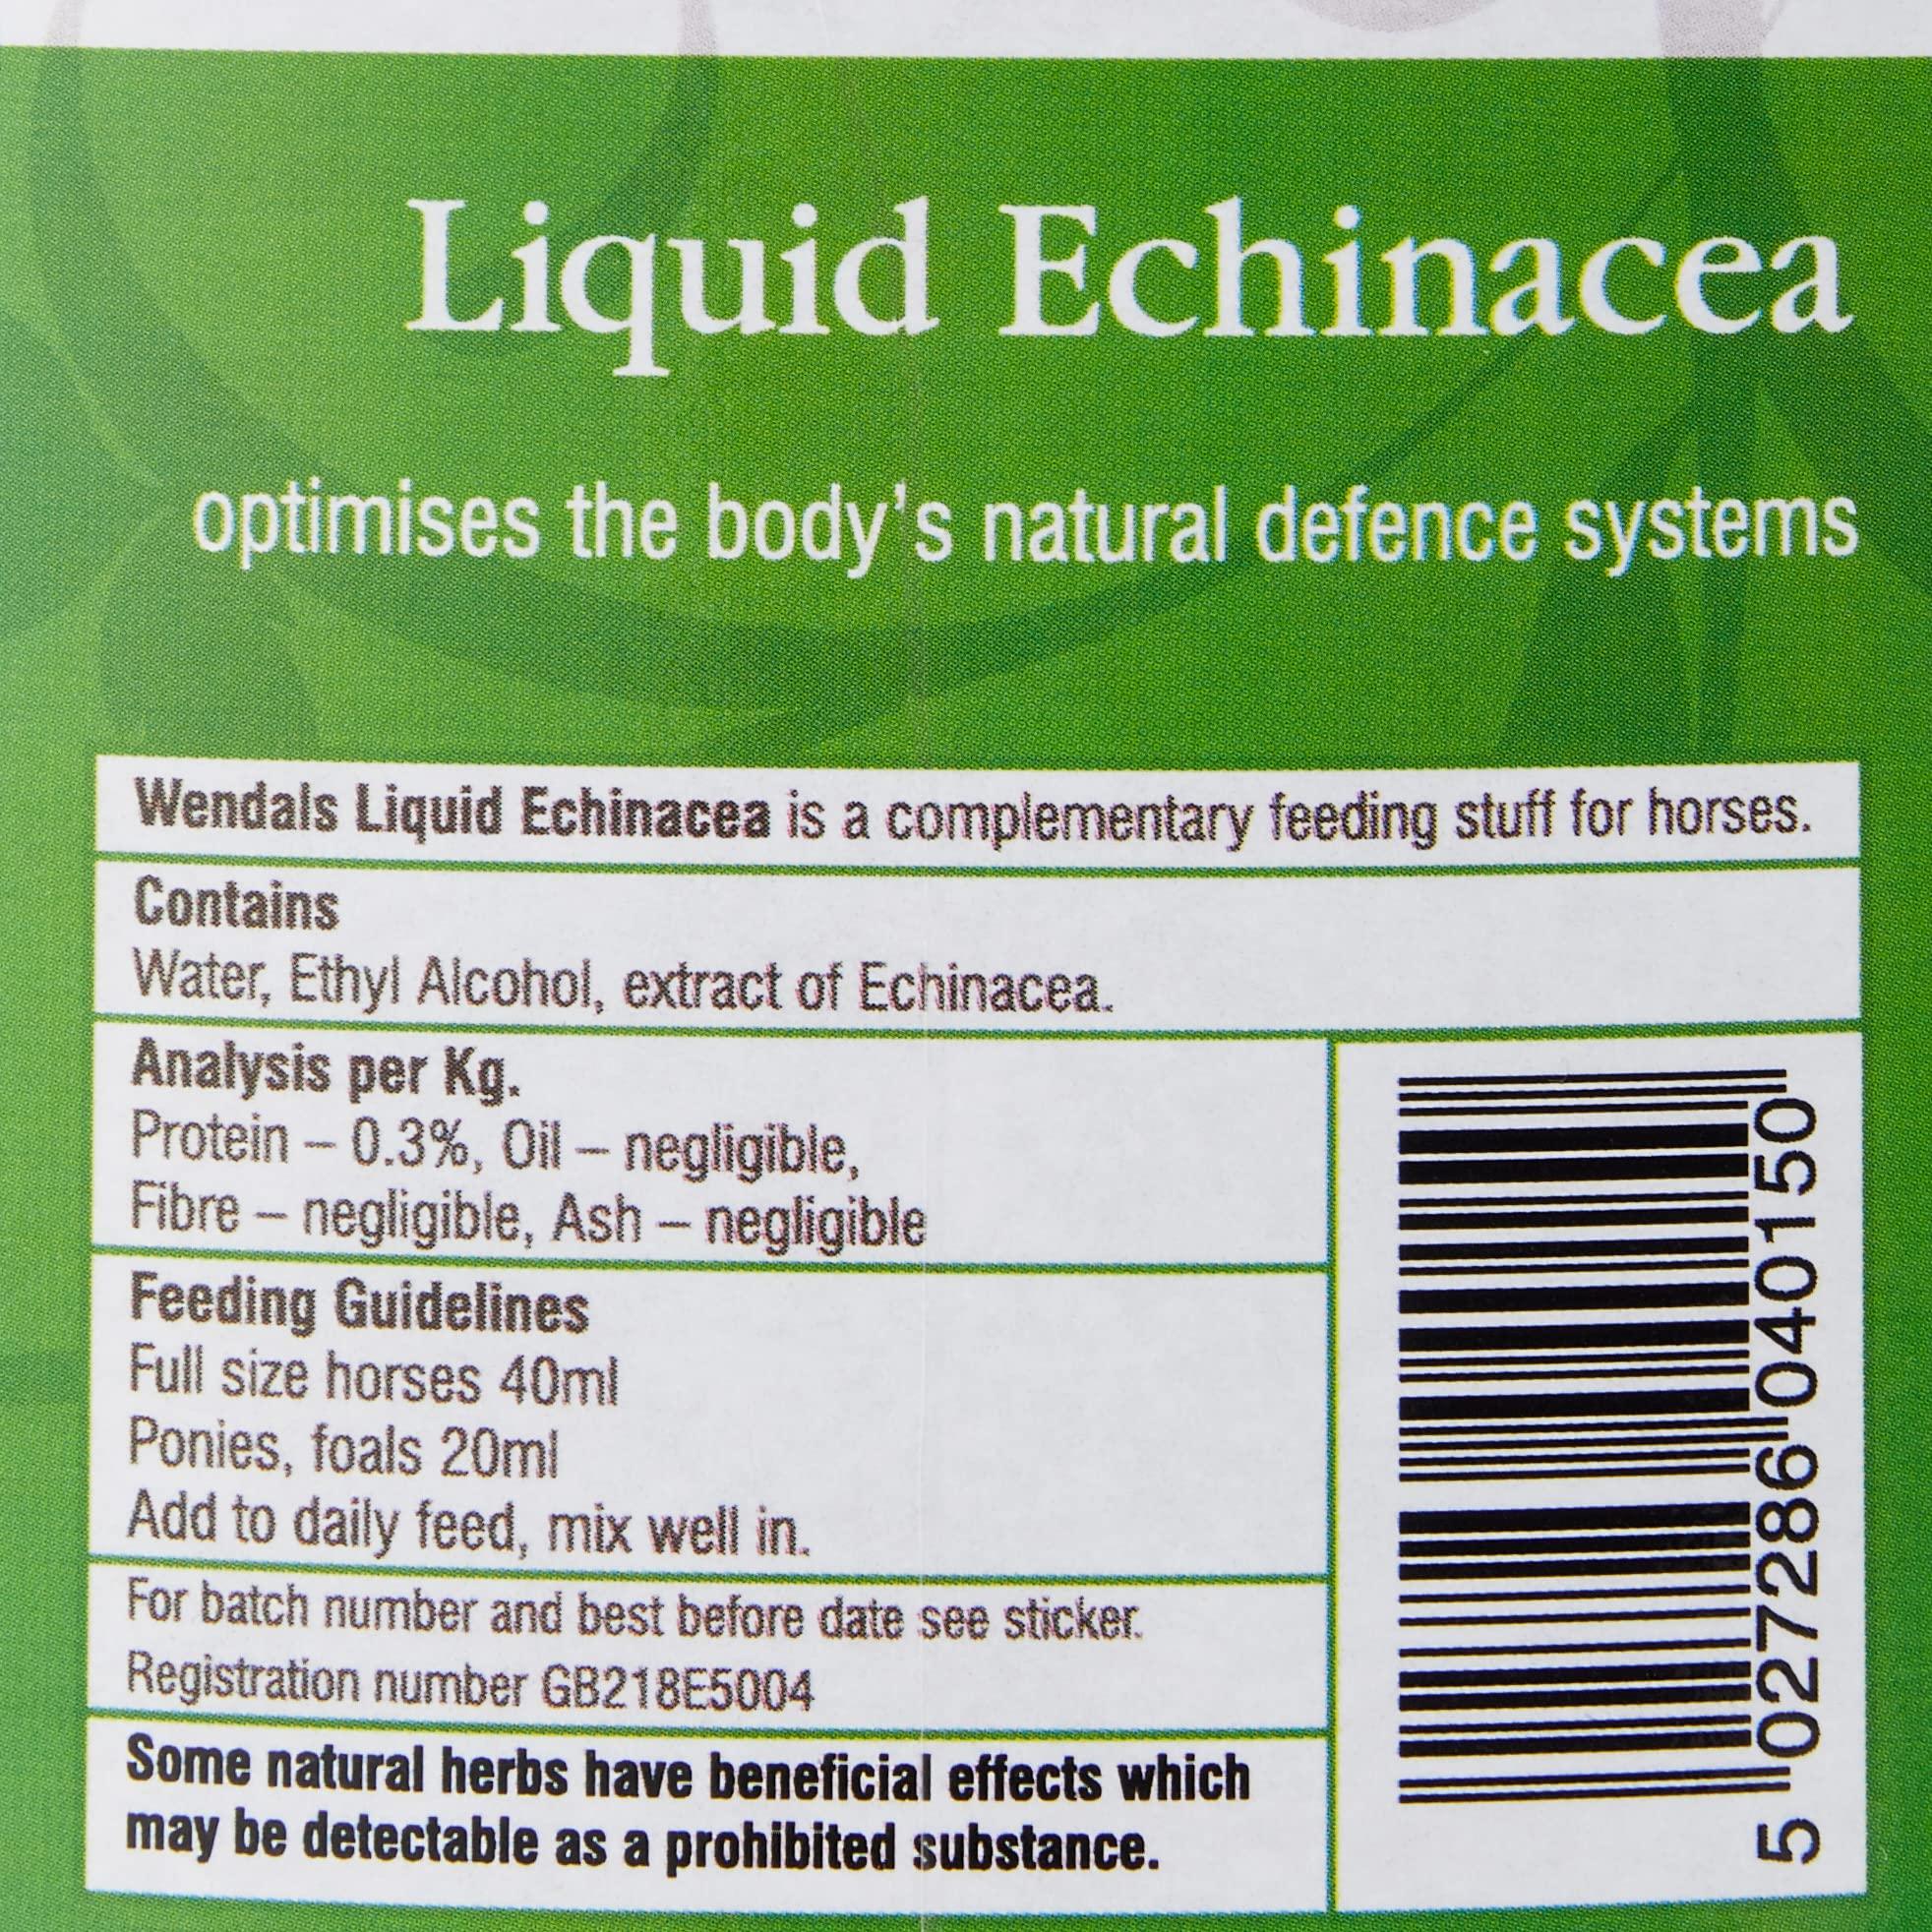 Liquid Echinacea
optimises the body's natural defence systems
Wendals Liquid Echinacea is a complementary feeding stuff for horses.
Contains
Water, Ethyl Alcohol, extract of Echinacea.
Analysis per Kg.
Protein – 0.3%, Oil – negligible,
Fibre – negligible, Ash – negligible
Feeding Guidelines
Full size horses 40ml
Ponies, foals 20ml
Add to daily feed, mix well in.
For batch number and best before date see sticker.
Registration number GB218E5004
Some natural herbs have beneficial effects which
may be detectable as a prohibited substance.
5 027286 040150